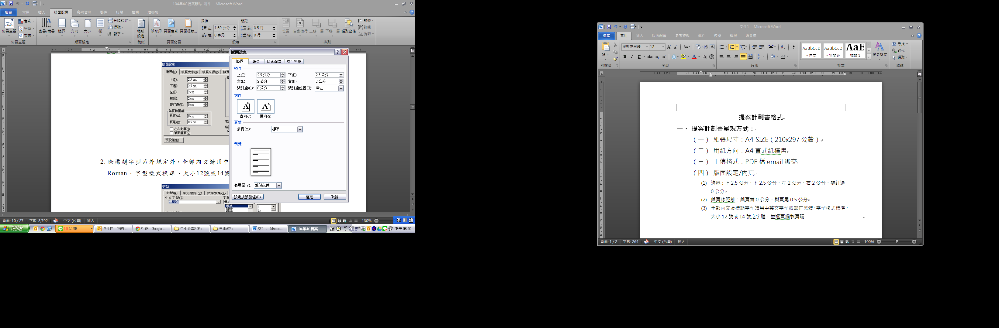 104年4G提案辦法-附件 - Microsoft Word
檔案 常用 插入 版面配置 參考資料 郵件 校閱 檢視 增益集
佈景主題 色彩 字型 效果
直書/橫書 邊界 方向 大小 欄 分隔設定 行號 斷字
稿紙設定
浮水印 頁面色彩 頁面框線...
縮排 間距
左: 1.69 公分 前: 0.5 行
右: 0 字元 後: 0 行
位置 自動換行 上移一層 下移一層 選取窗格 對齊 群組 旋轉
佈景主題 版面設定 稿紙 頁面背景 段落 排列
版面設定
邊界(M) 紙張大小(S) 紙張來源(P) 版面
上(T): 2.5 cm
下(B): 2.5 cm
左(F): 2 cm
右(H): 2 cm
裝訂邊(U): 0 cm
與頁緣距離
頁首(A): 0 cm
頁尾(R): 0.5 cm
左右對稱(I)
單面雙頁(2)
預設值(D)...
2. 除標題字型另外規定外，全部內文請用中
Roman、字型樣式標準、大小12號或14號
字型
字型(N) 字元間距(R) 文字效果(X)
中文字型(T):
標楷體
標準
斜體
粗體
8
9
10
版面設定
邊界 紙張 版面配置 文件格線
邊界
上(T): 2.5 公分 下(B): 2.5 公分
左(L): 2 公分 右(R): 2 公分
裝訂邊(G): 0 公分 裝訂邊位置(U): 靠左
方向
直向(P) 橫向(S)
頁數
多頁(M): 標準
預覽
套用至(Y): 整份文件
設定成預設值(D) 確定 取消
頁面: 10 / 27 字數: 8,792 中文 (台灣) 插入 130%
開始 10 LINE 收件匣 - 我的 ... 行銷 - Google ... 中小企業4G行... 玉山銀行 文件1 - Micros... 104年4G提案... 下午 08:20
文件1 - Microsoft Word
檔案 常用 插入 版面配置 參考資料 郵件 校閱 檢視 增益集
貼上 微軟正黑體 12
AaBbCcD AaBbCcD AaB
內文 無間距 標題 1
變更樣式 尋找 取代 選取
剪貼簿 字型 段落 樣式 編輯
提案計劃書格式
一、 提案計劃書呈現方式：
（一） 紙張尺寸：A4 SIZE（210x297 公釐）
（二） 用紙方向：A4 直式紙橫書
（三） 上傳格式：PDF 檔 email 繳交
（四） 版面設定/內頁
(1) 邊界：上 2.5 公分、下 2.5 公分、左 2 公分、右 2 公分、裝訂邊
0 公分
(2) 與頁緣距離：與頁首 0 公分、與頁尾 0.5 公分
(3) 全部內文及標題字型請用中英文字型微軟正黑體、字型樣式標準、
大小 12 號或 14 號之字體，並逐頁編製頁碼
頁面: 1 / 2 字數: 264 中文 (台灣) 插入 100%